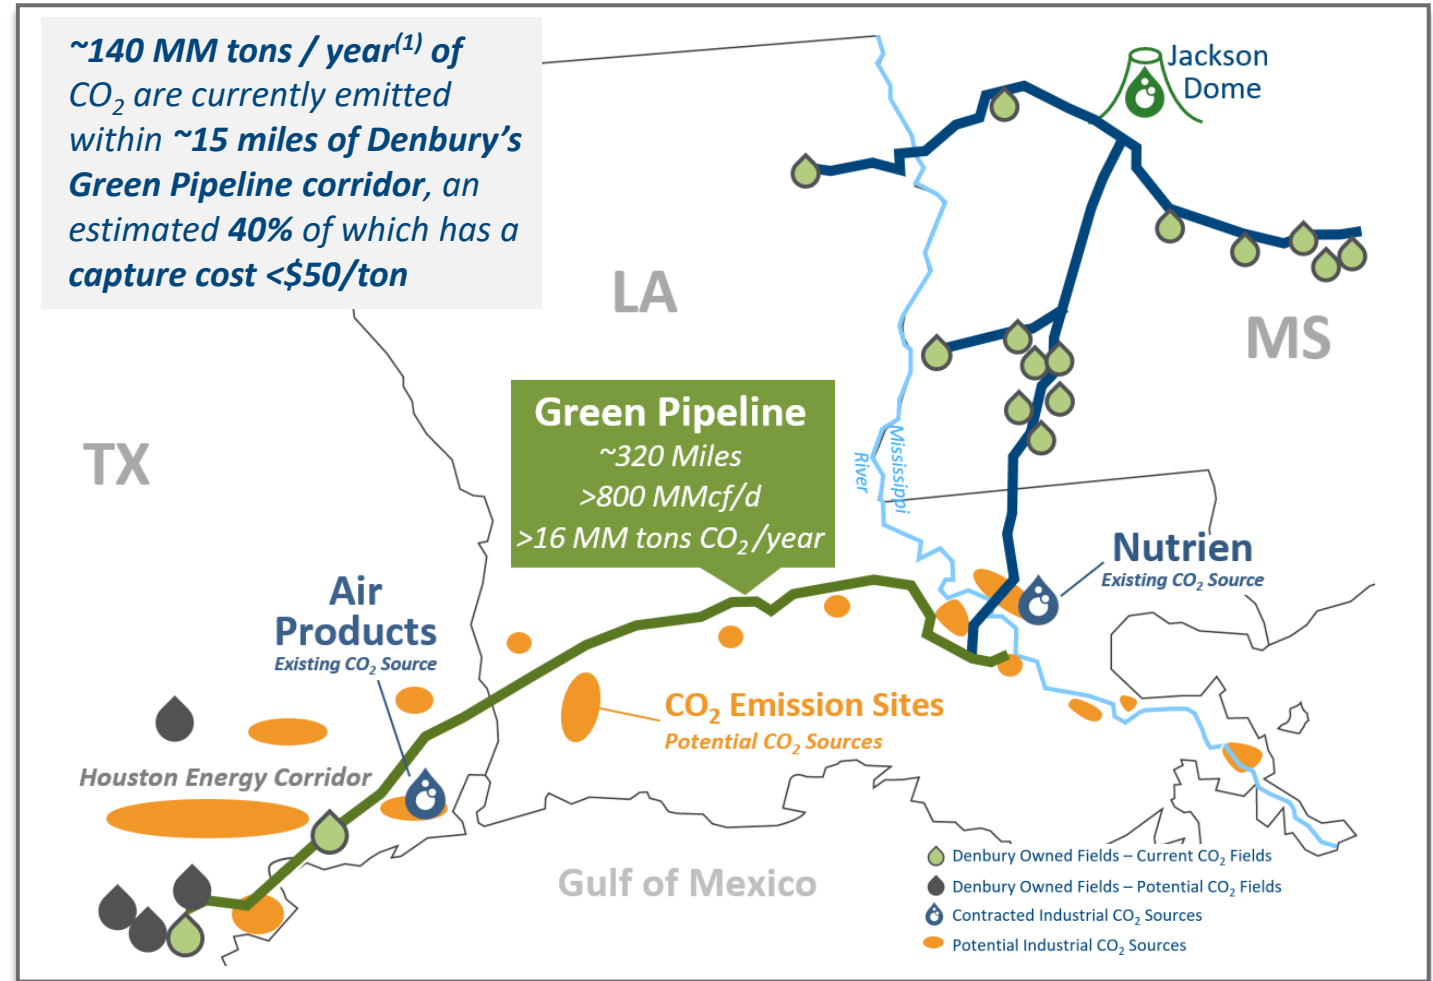 ~140 MM tons / year(1) of
CO2 are currently emitted
within ~15 miles of Denbury’s
Green Pipeline corridor, an
estimated 40% of which has a
capture cost <$50/ton
Jackson
Dome
LA
MS
TX
Green Pipeline
~320 Miles
>800 MMcf/d
>16 MM tons CO2 /year
Mississippi
River
Nutrien
Existing CO2 Source
Air
Products
Existing CO2 Source
CO2 Emission Sites
Potential CO2 Sources
Houston Energy Corridor
Gulf of Mexico
Denbury Owned Fields – Current CO2 Fields
Denbury Owned Fields – Potential CO2 Fields
Contracted Industrial CO2 Sources
Potential Industrial CO2 Sources